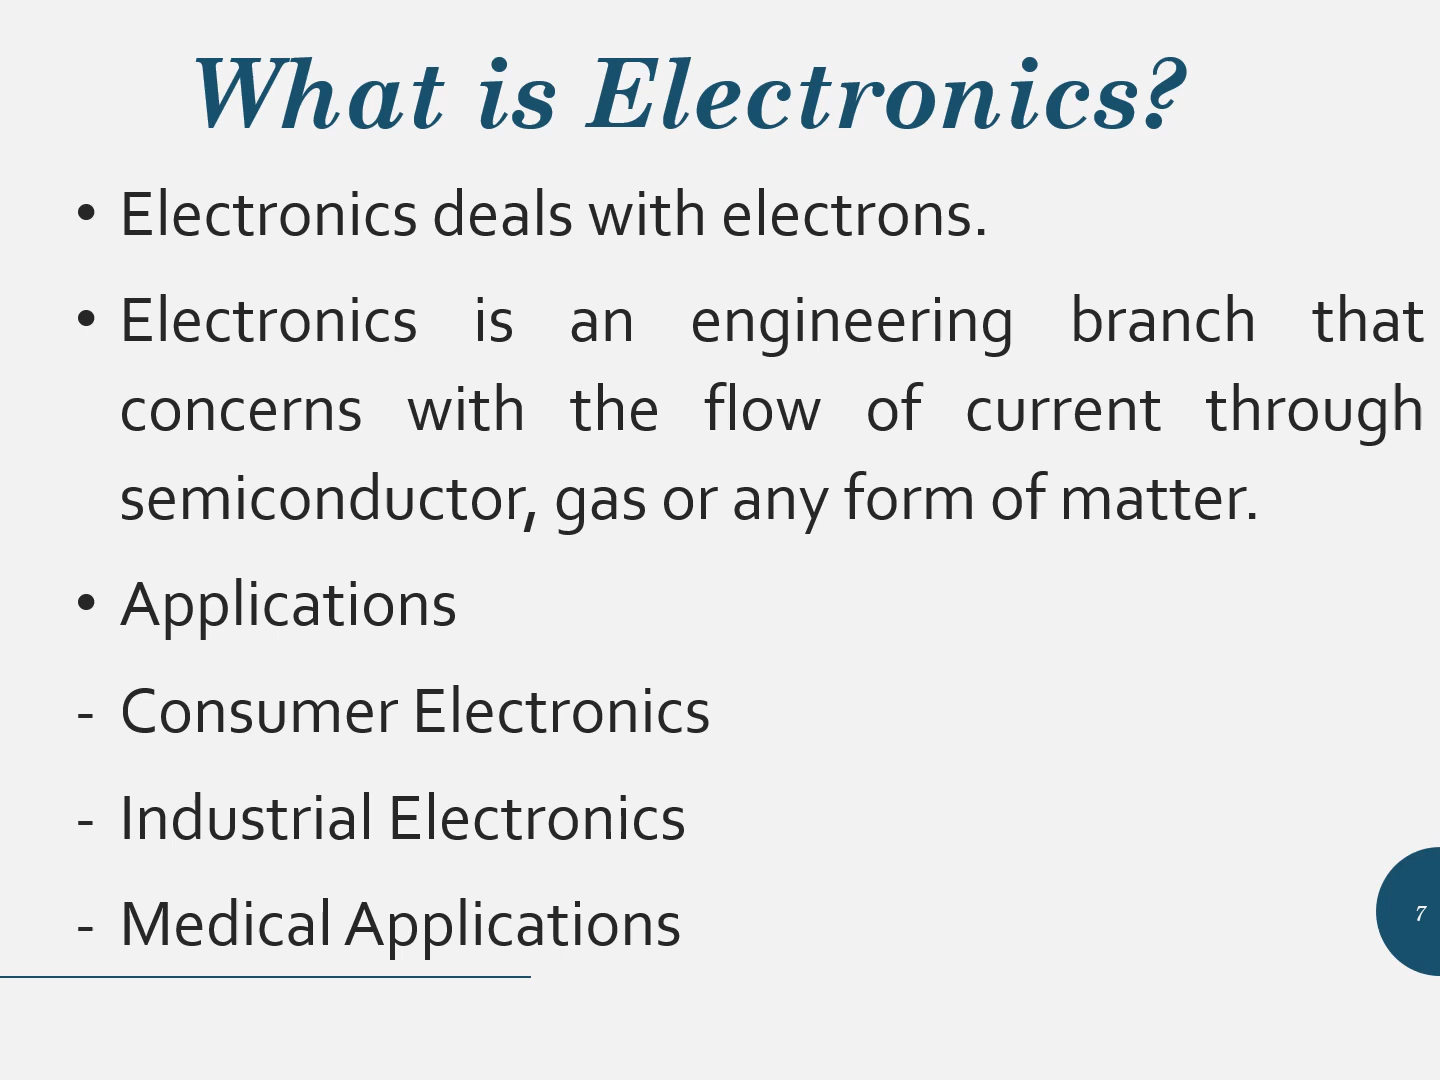 What is Electronics?
• Electronics deals with electrons.
• Electronics is an engineering branch that
concerns with the flow of current through
semiconductor, gas or any form of matter.
• Applications
- Consumer Electronics
- Industrial Electronics
- Medical Applications
7